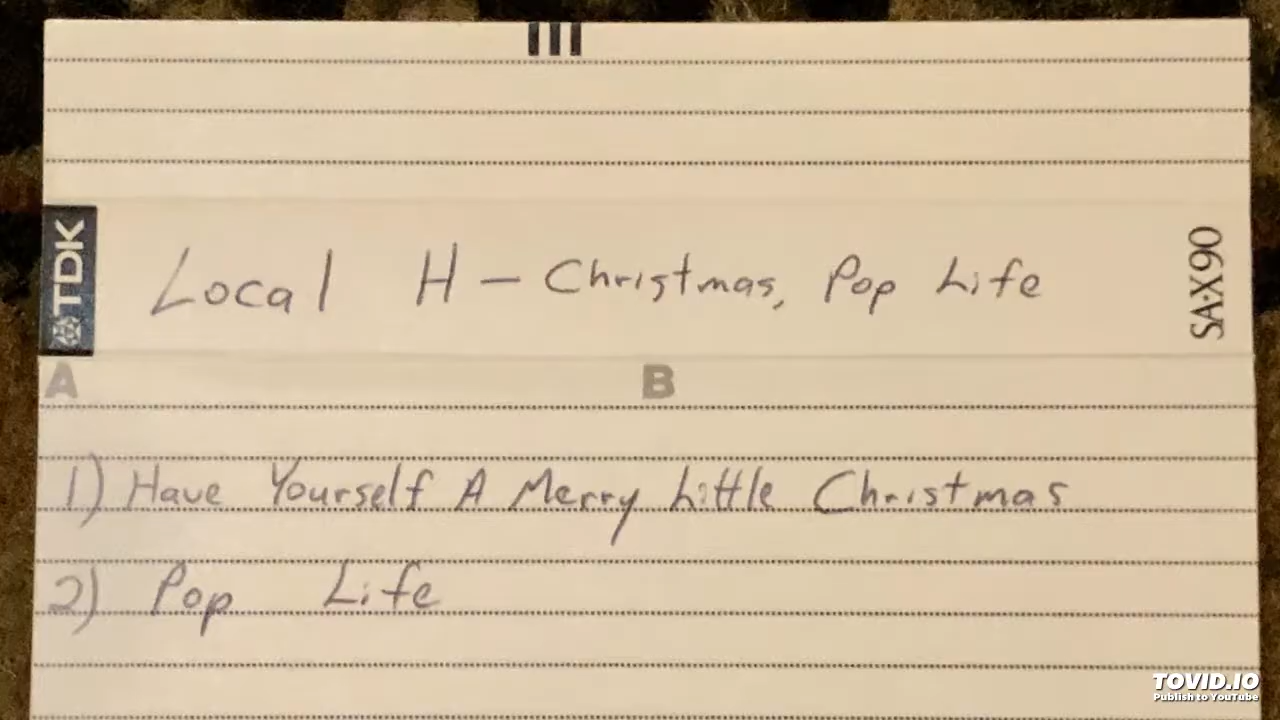 TDK
Local H – Christmas, Pop Life
SA-X90
A B
1) Have Yourself A Merry Little Christmas
2) Pop Life
TOVID.IO
Publish to YouTube